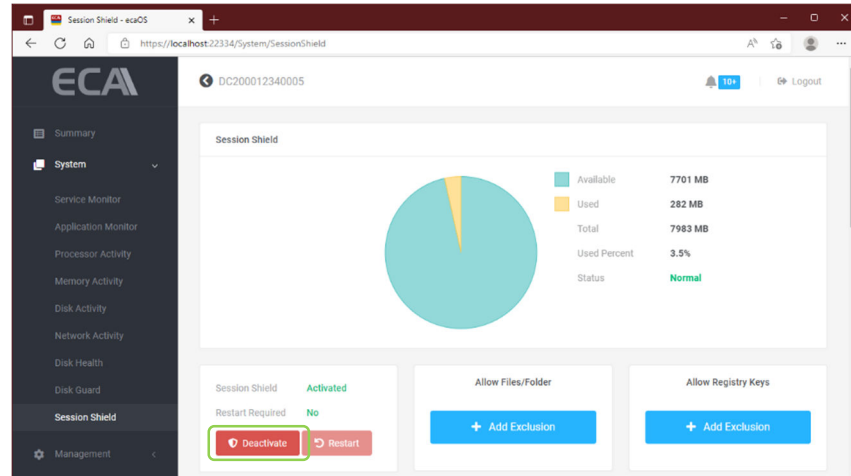 Session Shield - ecaOS
https://localhost:22334/System/SessionShield
ECA
DC200012340005
10+
Logout
Summary
System
Service Monitor
Application Monitor
Processor Activity
Memory Activity
Disk Activity
Network Activity
Disk Health
Disk Guard
Session Shield
Management
Session Shield
Available 7701 MB
Used 282 MB
Total 7983 MB
Used Percent 3.5%
Status Normal
Session Shield Activated
Restart Required No
Deactivate Restart
Allow Files/Folder
+ Add Exclusion
Allow Registry Keys
+ Add Exclusion